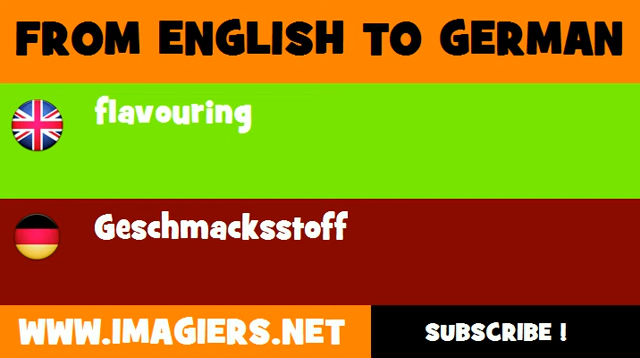 FROM ENGLISH TO GERMAN
flavouring
Geschmacksstoff
WWW.IMAGIERS.NET
SUBSCRIBE !